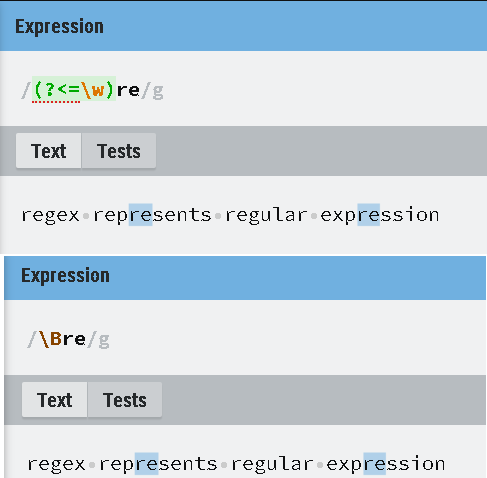 Expression
/(?<=\w)re/g
Text Tests
regex·represents·regular·expression
Expression
/\Bre/g
Text Tests
regex·represents·regular·expression